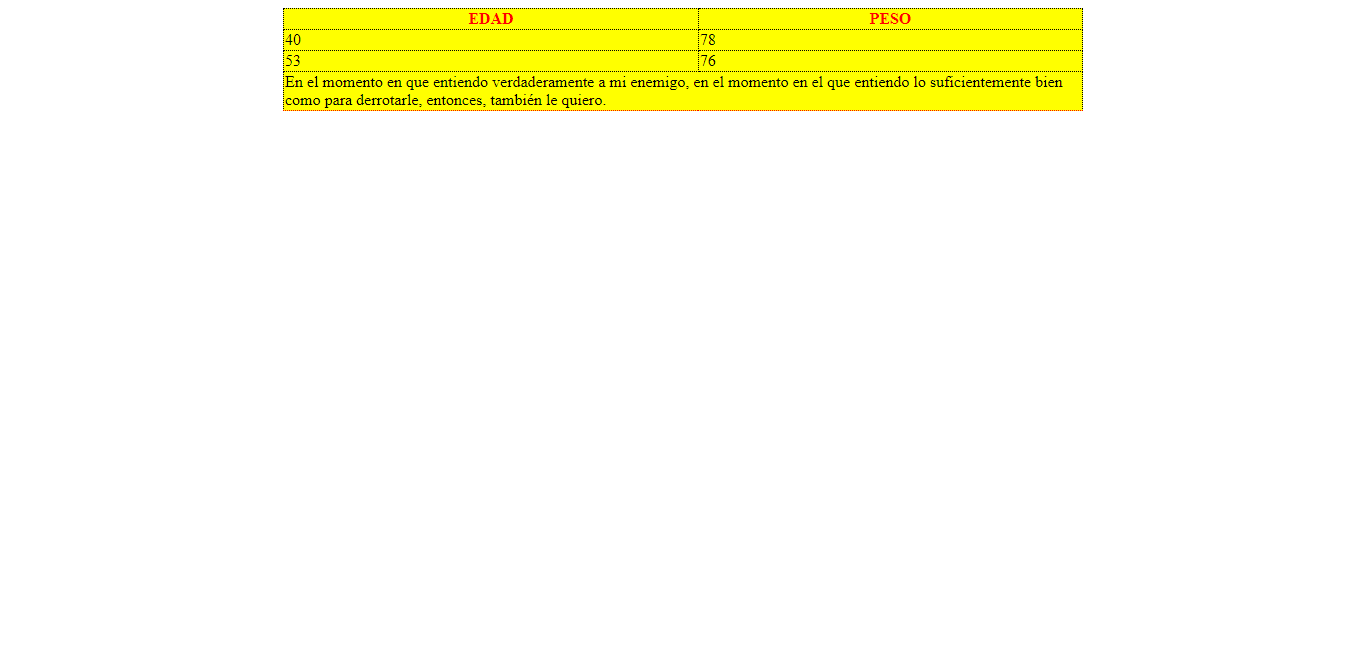 EDAD PESO
40 78
53 76
En el momento en que entiendo verdaderamente a mi enemigo, en el momento en el que entiendo lo suficientemente bien
como para derrotarle, entonces, también le quiero.